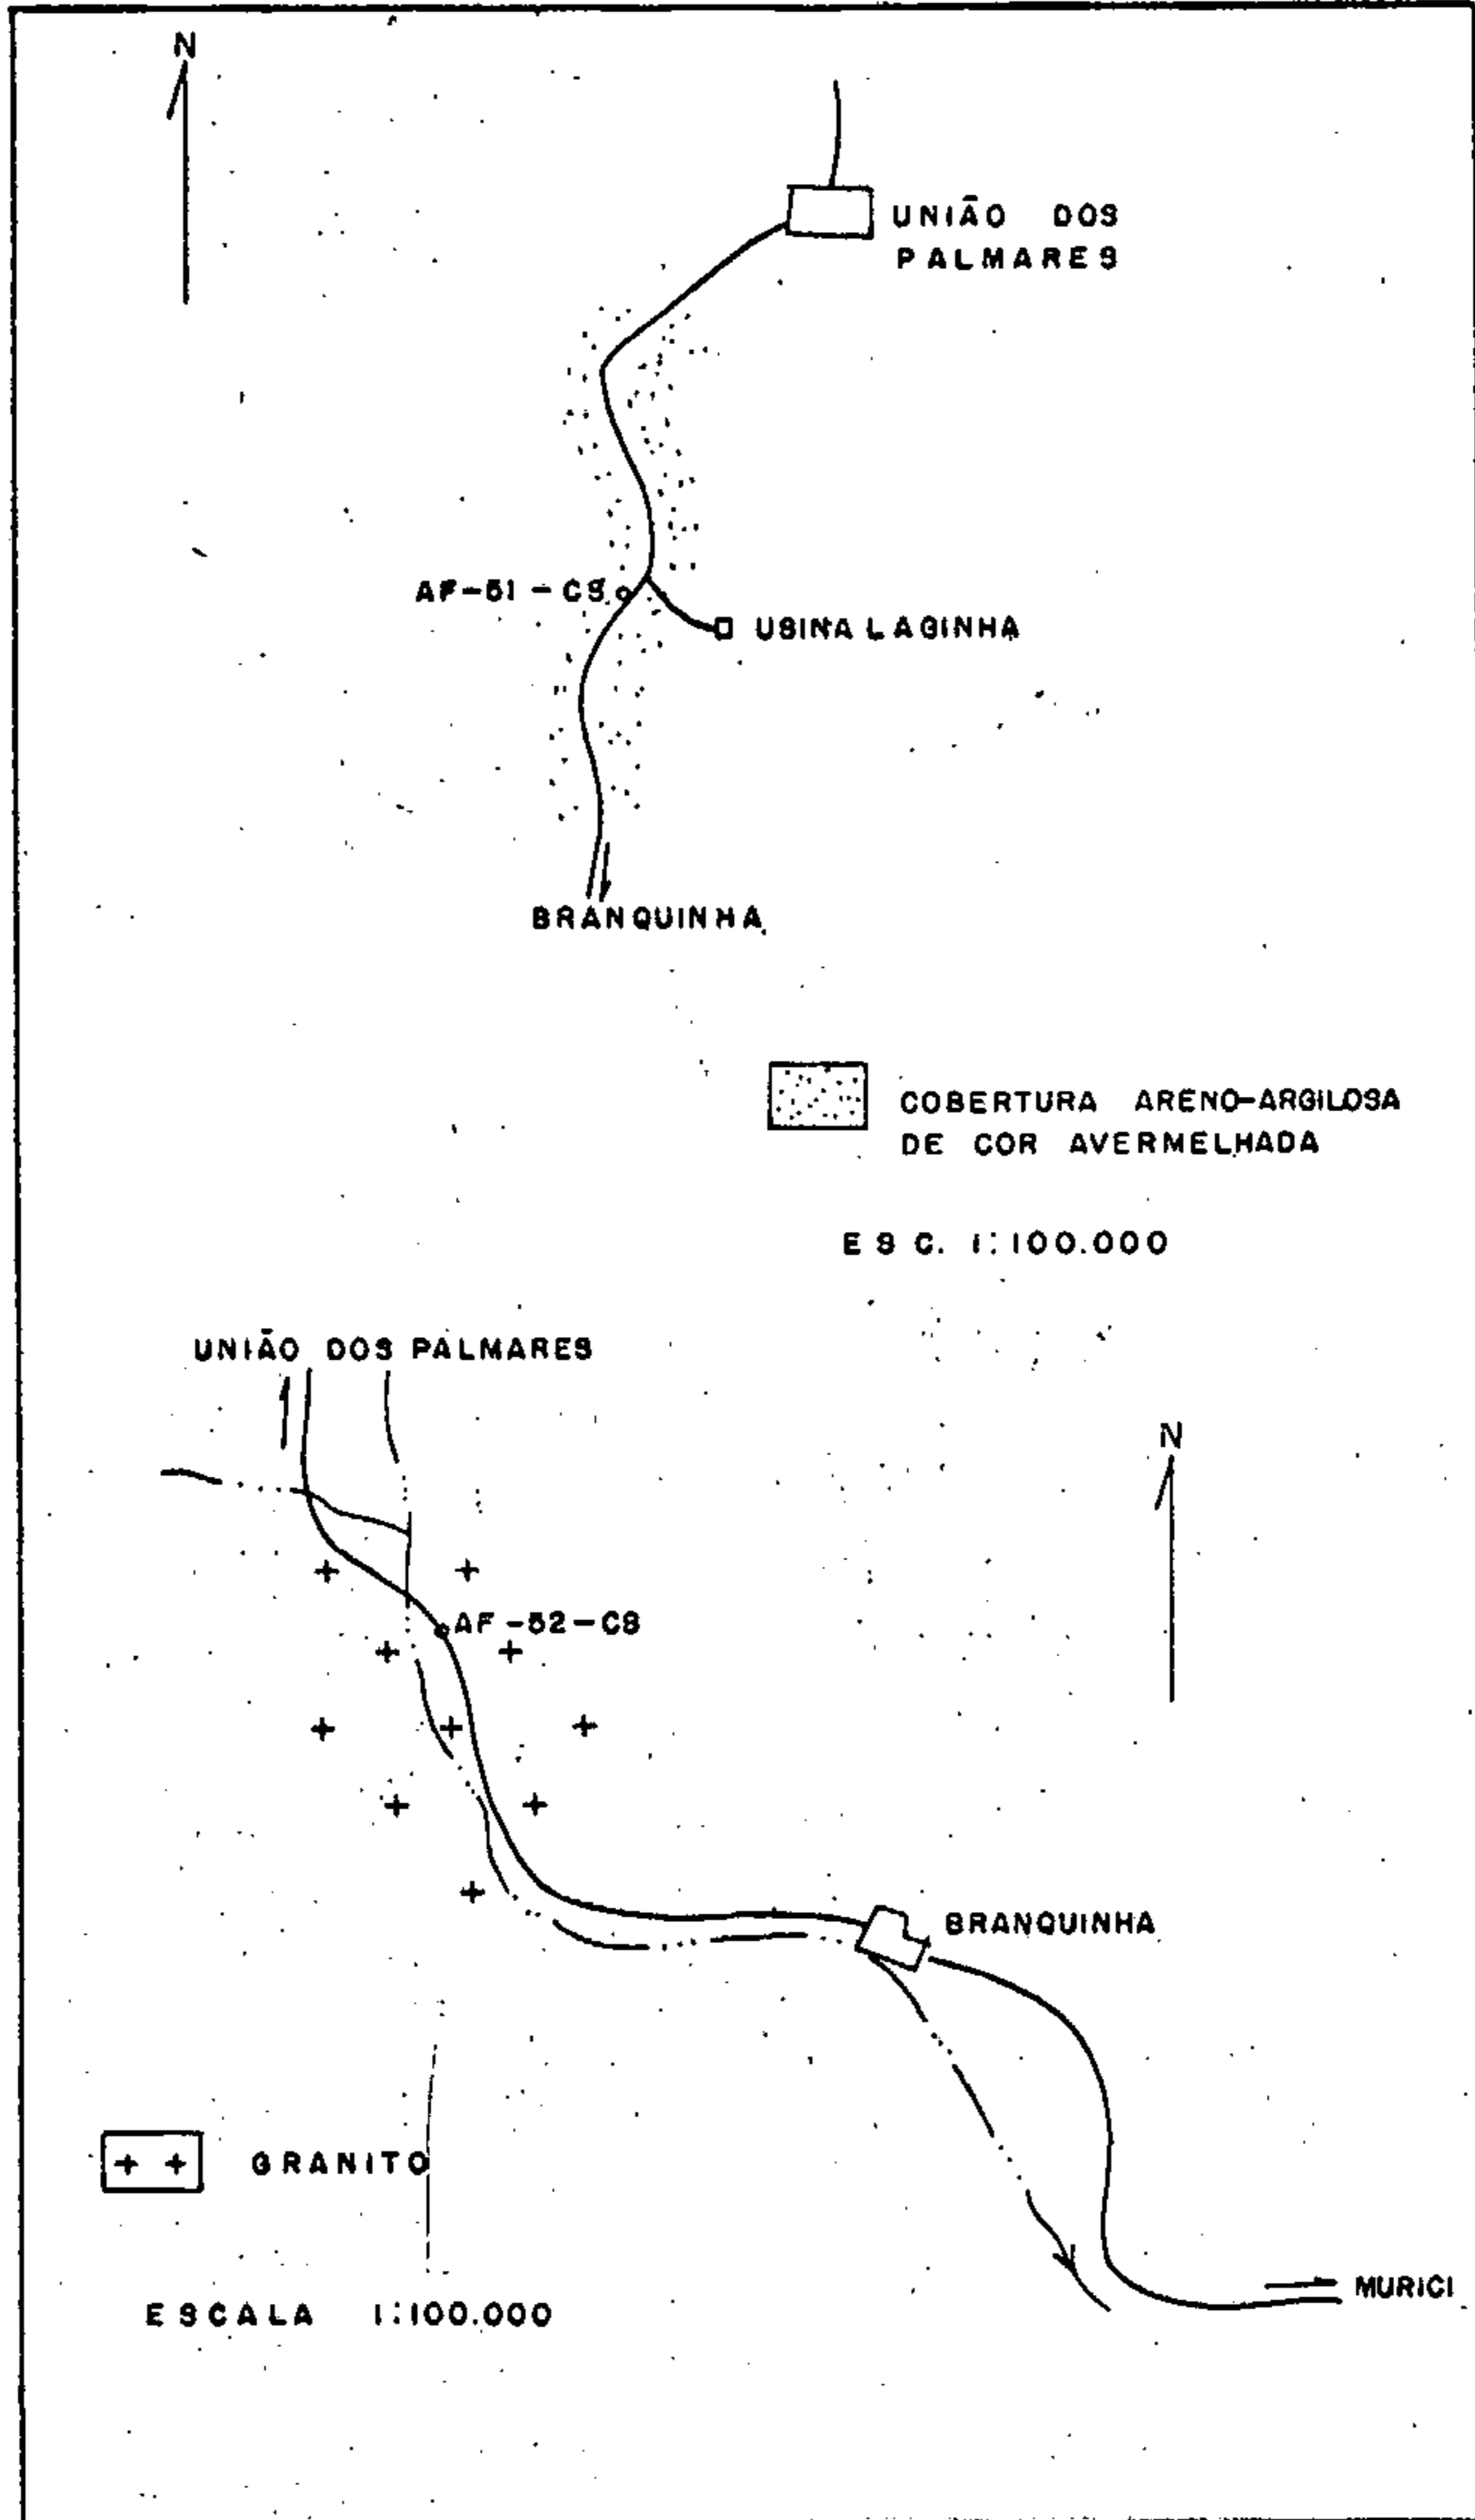 N
UNIÃO DOS
PALMARES
AF-51-CS
USINA LAGINHA
BRANQUINHA
COBERTURA ARENO-ARGILOSA
DE COR AVERMELHADA
ESC. 1:100.000
UNIÃO DOS PALMARES
N
AF-52-CS
BRANQUINHA
GRANITO
MURICI
ESCALA 1:100.000